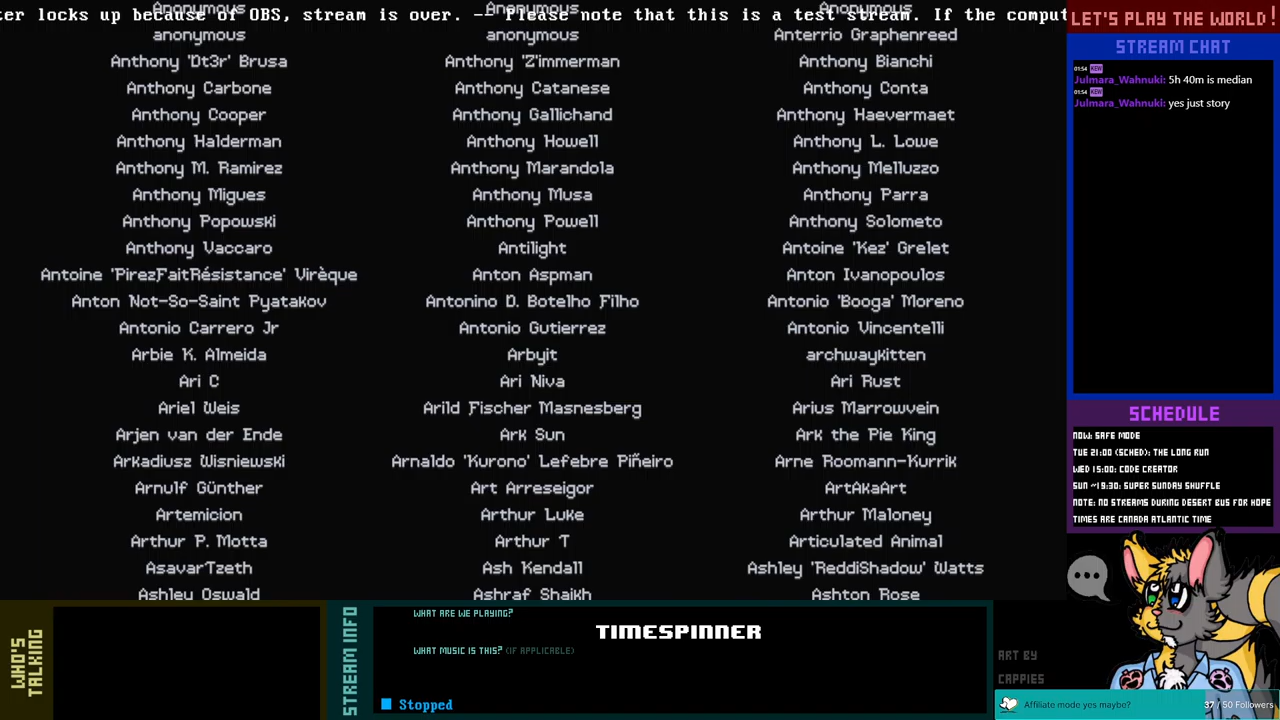 ter locks up because of OBS, stream is over. -- Please note that this is a test stream. If the comput
Anonymous Anonymous Anonymous
anonymous anonymous Anterrio Graphenreed
Anthony 'Dt3r' Brusa Anthony 'Z'immerman Anthony Bianchi
Anthony Carbone Anthony Catanese Anthony Conta
Anthony Cooper Anthony Gallichand Anthony Haevermaet
Anthony Halderman Anthony Howell Anthony L. Lowe
Anthony M. Ramirez Anthony Marandola Anthony Melluzzo
Anthony Migues Anthony Musa Anthony Parra
Anthony Popowski Anthony Powell Anthony Solometo
Anthony Vaccaro Antilight Antoine 'Kez' Grelet
Antoine 'PirezFaitRésistance' Virèque Anton Aspman Anton Ivanopoulos
Anton Not-So-Saint Pyatakov Antonino D. Botelho Filho Antonio 'Booga' Moreno
Antonio Carrero Jr Antonio Gutierrez Antonio Vincentelli
Arbie K. Almeida Arbyit archwaykitten
Ari C Ari Niva Ari Rust
Ariel Weis Arild Fischer Masnesberg Arius Marrowvein
Arjen van der Ende Ark Sun Ark the Pie King
Arkadiusz Wisniewski Arnaldo 'Kurono' Lefebre Piñeiro Arne Roomann-Kurrik
Arnulf Günther Art Arreseigor ArtAkaArt
Artemicion Arthur Luke Arthur Maloney
Arthur P. Motta Arthur T Articulated Animal
AsavarTzeth Ash Kendall Ashley 'ReddiShadow' Watts
Ashley Oswald Ashraf Shaikh Ashton Rose
LET'S PLAY THE WORLD!
STREAM CHAT
01:54 KEW
Julmara_Wahnuki: 5h 40m is median
01:54 KEW
Julmara_Wahnuki: yes just story
SCHEDULE
NOW: SAFE MODE
TUE 21:00 (SCHED): THE LONG RUN
WED 15:00: CODE CREATOR
SUN ~19:30: SUPER SUNDAY SHUFFLE
NOTE: NO STREAMS DURING DESERT BUS FOR HOPE
TIMES ARE CANADA ATLANTIC TIME
WHO'S TALKING
STREAM INFO
WHAT ARE WE PLAYING?
TIMESPINNER
WHAT MUSIC IS THIS? (IF APPLICABLE)
Stopped
ART BY
CAPPIES
Affiliate mode yes maybe? 37 / 50 Followers